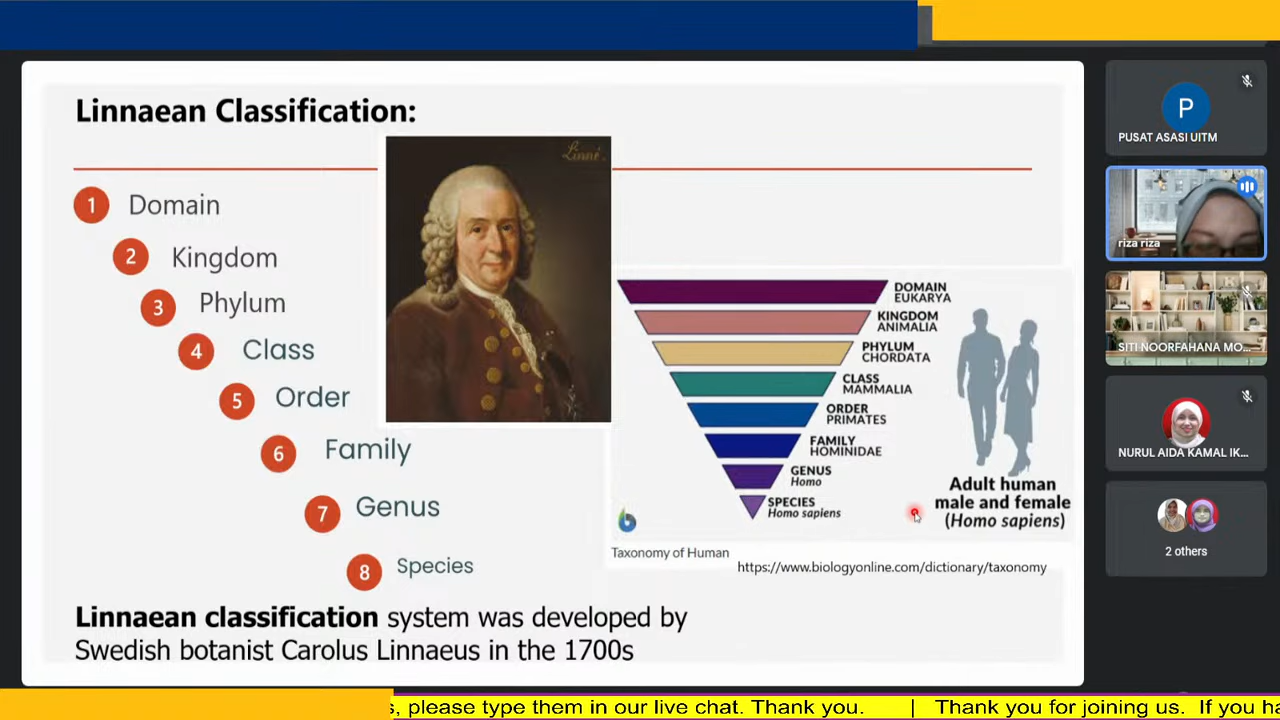 Linnaean Classification:
Linné.
1 Domain
2 Kingdom
3 Phylum
4 Class
5 Order
6 Family
7 Genus
8 Species
DOMAIN
EUKARYA
KINGDOM
ANIMALIA
PHYLUM
CHORDATA
CLASS
MAMMALIA
ORDER
PRIMATES
FAMILY
HOMINIDAE
GENUS
Homo
SPECIES
Homo sapiens
Adult human
male and female
(Homo sapiens)
Taxonomy of Human
https://www.biologyonline.com/dictionary/taxonomy
Linnaean classification system was developed by
Swedish botanist Carolus Linnaeus in the 1700s
P
PUSAT ASASI UITM
riza riza
SITI NOORFAHANA MO...
NURUL AIDA KAMAL IK...
2 others
s, please type them in our live chat. Thank you. | Thank you for joining us. If you ha